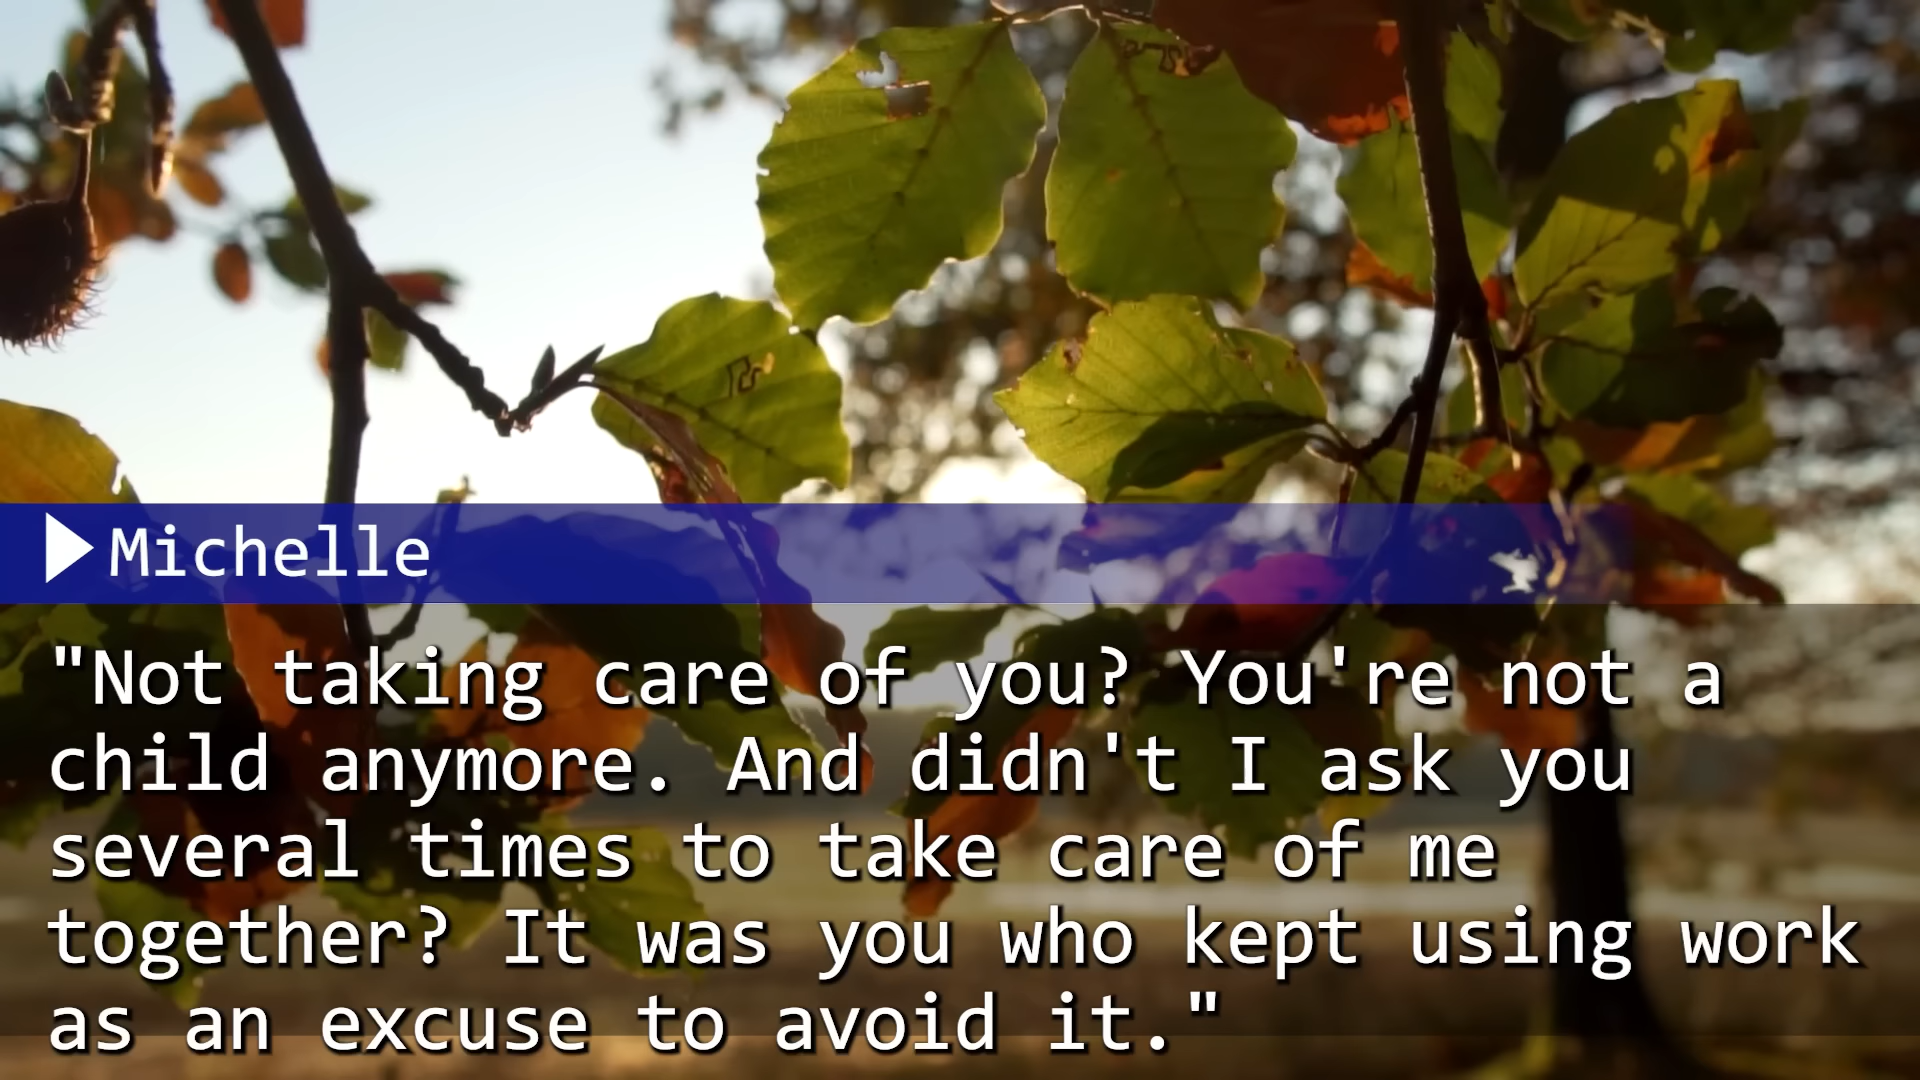 Michelle
"Not taking care of you? You're not a
child anymore. And didn't I ask you
several times to take care of me
together? It was you who kept using work
as an excuse to avoid it."